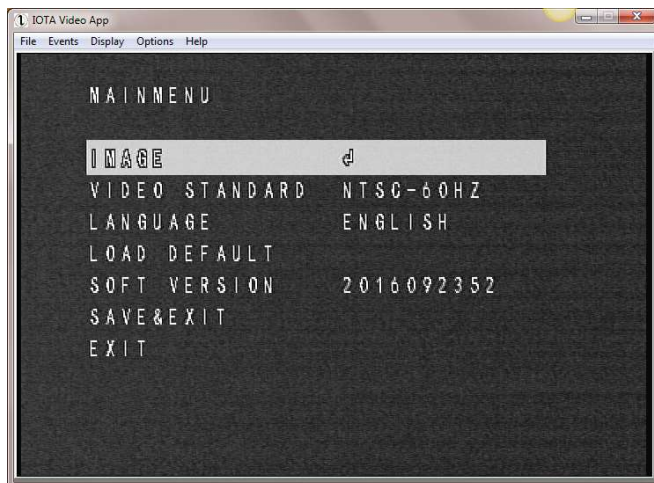 IOTA Video App
File Events Display Options Help
MAINMENU
IMAGE
VIDEO STANDARD NTSC-60HZ
LANGUAGE ENGLISH
LOAD DEFAULT
SOFT VERSION 2016092352
SAVE&EXIT
EXIT